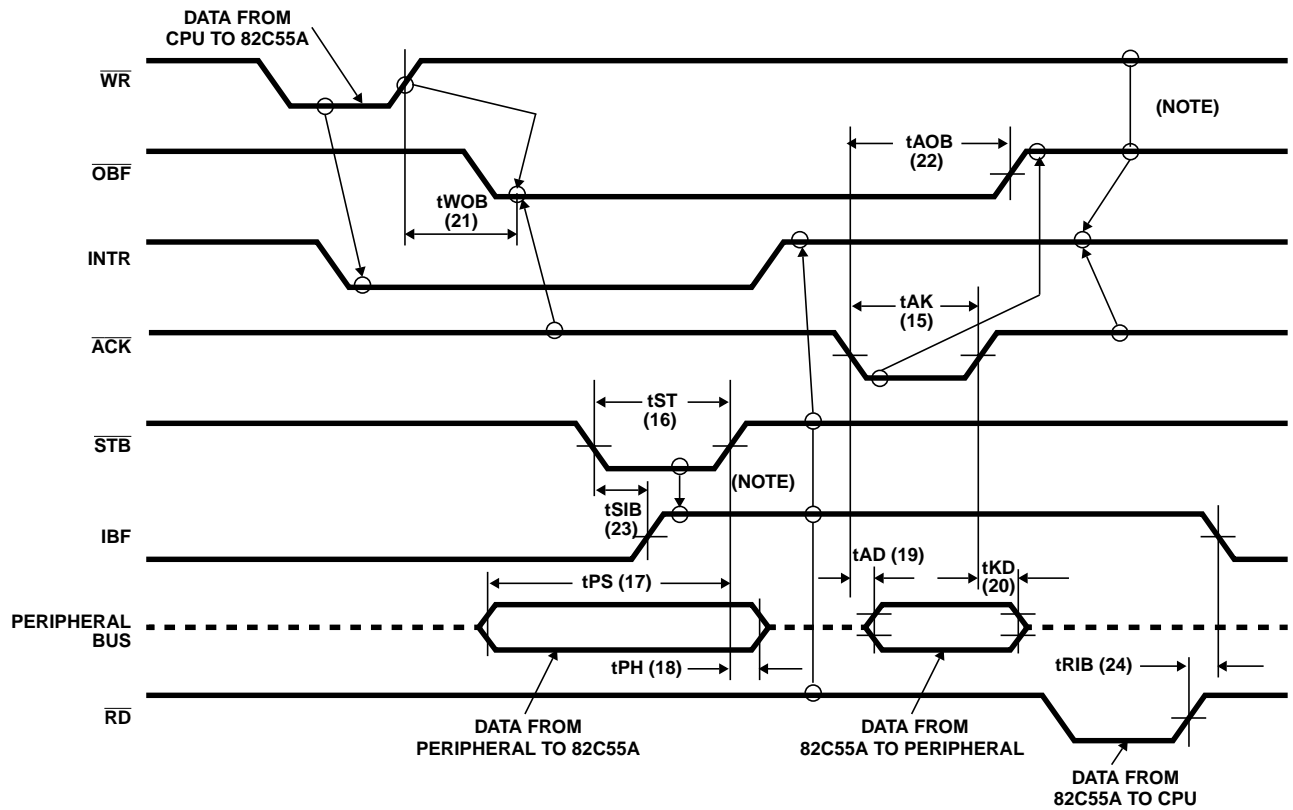 DATA FROM
CPU TO 82C55A
WR
(NOTE)
tAOB
(22)
OBF
tWOB
(21)
INTR
tAK
(15)
ACK
tST
(16)
STB
(NOTE)
tSIB
(23)
IBF
tAD (19)
tKD
(20)
tPS (17)
PERIPHERAL
BUS
tPH (18)
tRIB (24)
RD
DATA FROM
PERIPHERAL TO 82C55A
DATA FROM
82C55A TO PERIPHERAL
DATA FROM
82C55A TO CPU